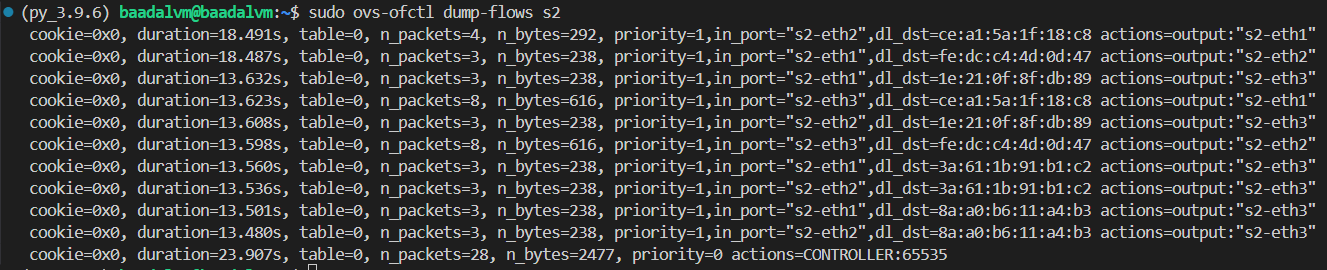 (py_3.9.6) baadalvm@baadalvm:~$ sudo ovs-ofctl dump-flows s2
cookie=0x0, duration=18.491s, table=0, n_packets=4, n_bytes=292, priority=1,in_port="s2-eth2",dl_dst=ce:a1:5a:1f:18:c8 actions=output:"s2-eth1"
cookie=0x0, duration=18.487s, table=0, n_packets=3, n_bytes=238, priority=1,in_port="s2-eth1",dl_dst=fe:dc:c4:4d:0d:47 actions=output:"s2-eth2"
cookie=0x0, duration=13.632s, table=0, n_packets=3, n_bytes=238, priority=1,in_port="s2-eth1",dl_dst=1e:21:0f:8f:db:89 actions=output:"s2-eth3"
cookie=0x0, duration=13.623s, table=0, n_packets=8, n_bytes=616, priority=1,in_port="s2-eth3",dl_dst=ce:a1:5a:1f:18:c8 actions=output:"s2-eth1"
cookie=0x0, duration=13.608s, table=0, n_packets=3, n_bytes=238, priority=1,in_port="s2-eth2",dl_dst=1e:21:0f:8f:db:89 actions=output:"s2-eth3"
cookie=0x0, duration=13.598s, table=0, n_packets=8, n_bytes=616, priority=1,in_port="s2-eth3",dl_dst=fe:dc:c4:4d:0d:47 actions=output:"s2-eth2"
cookie=0x0, duration=13.560s, table=0, n_packets=3, n_bytes=238, priority=1,in_port="s2-eth1",dl_dst=3a:61:1b:91:b1:c2 actions=output:"s2-eth3"
cookie=0x0, duration=13.536s, table=0, n_packets=3, n_bytes=238, priority=1,in_port="s2-eth2",dl_dst=3a:61:1b:91:b1:c2 actions=output:"s2-eth3"
cookie=0x0, duration=13.501s, table=0, n_packets=3, n_bytes=238, priority=1,in_port="s2-eth1",dl_dst=8a:a0:b6:11:a4:b3 actions=output:"s2-eth3"
cookie=0x0, duration=13.480s, table=0, n_packets=3, n_bytes=238, priority=1,in_port="s2-eth2",dl_dst=8a:a0:b6:11:a4:b3 actions=output:"s2-eth3"
cookie=0x0, duration=23.907s, table=0, n_packets=28, n_bytes=2477, priority=0 actions=CONTROLLER:65535